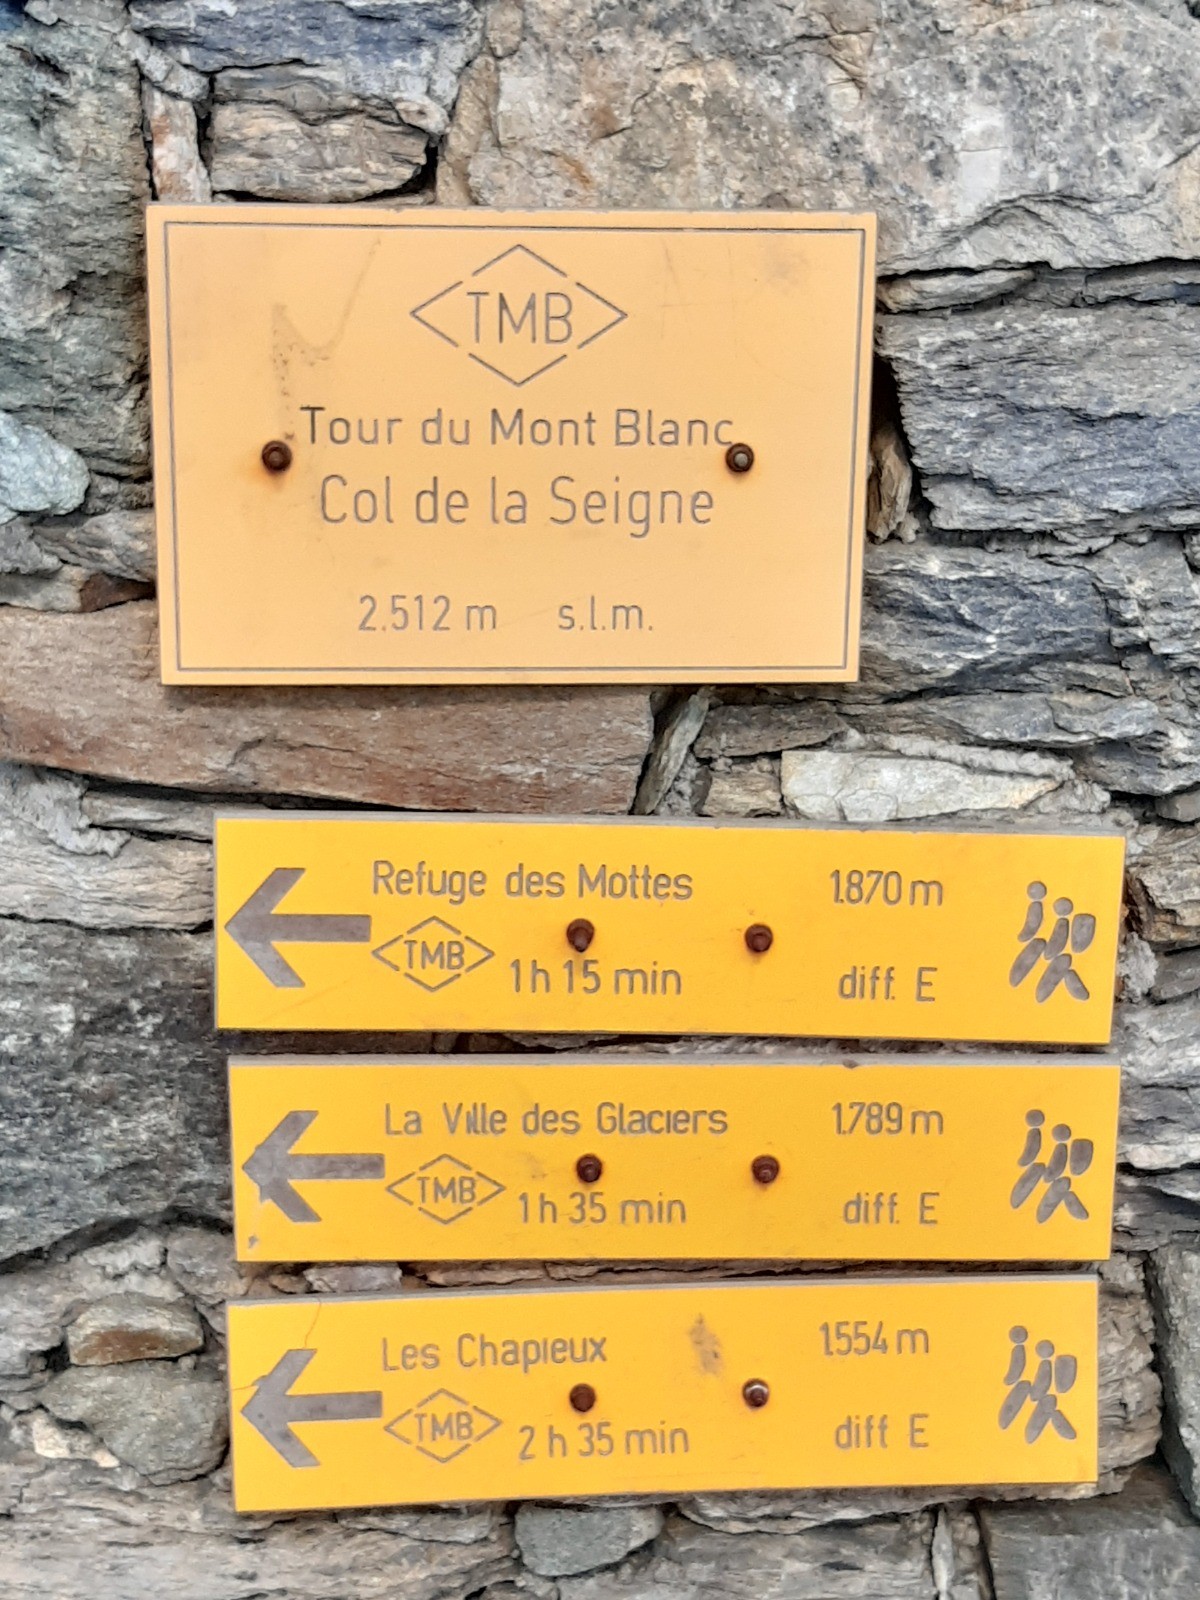 TMB
Tour du Mont Blanc
Col de la Seigne
2.512 m s.l.m.
Refuge des Mottes 1.870 m
TMB 1 h 15 min diff. E
La Ville des Glaciers 1.789 m
TMB 1 h 35 min diff. E
Les Chapieux 1.554 m
TMB 2 h 35 min diff E